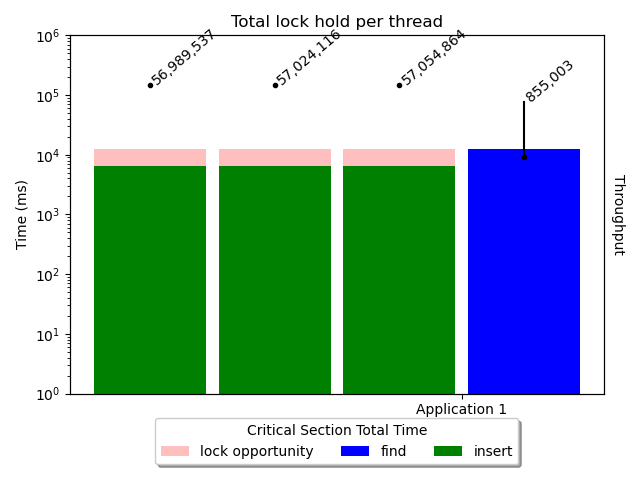 Total lock hold per thread
56,989,537
57,024,116
57,054,864
855,003
10^6
10^5
10^4
10^3
10^2
10^1
10^0
Time (ms)
Throughput
Application 1
Critical Section Total Time
lock opportunity find insert